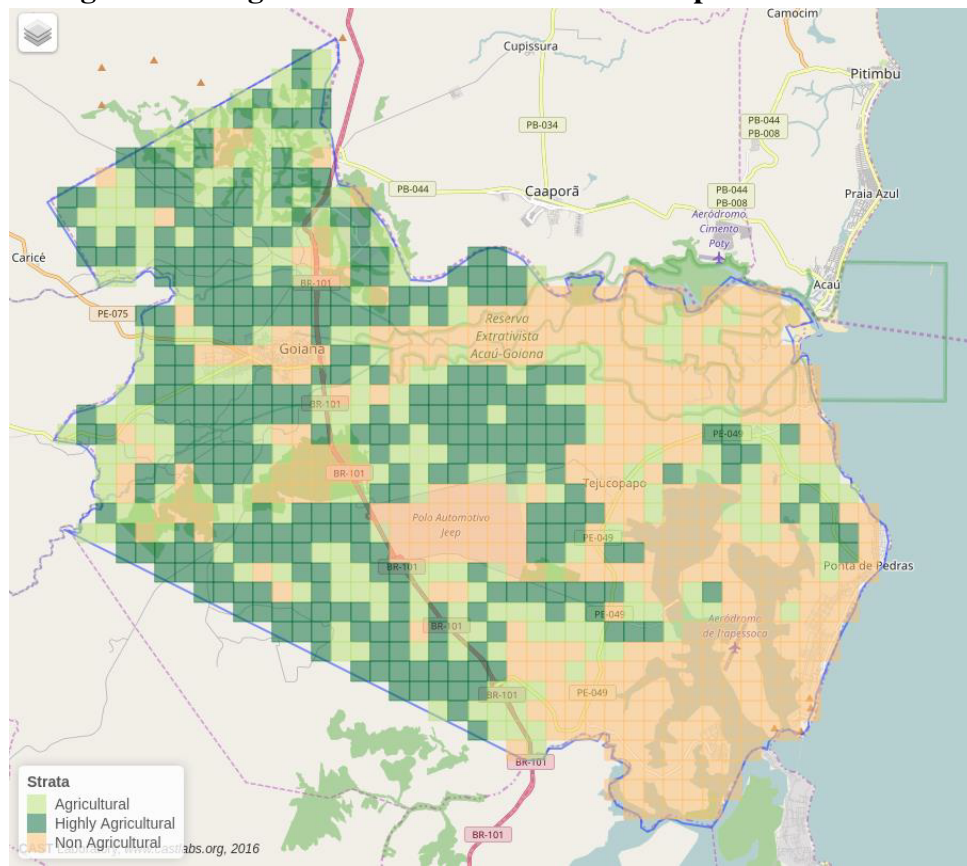 Camocim
Cupissura
Pitimbu
PB-034
PB-044
PB-008
PB-044
Caaporã
PB-044
PB-008
Praia Azul
Aeródromo
Cimento
Poty
Caricé
BR-101
Acaú
PE-075
Reserva
Extrativista
Acaú-Goiana
Goiana
BR-101
PE-049
BR-101
Tejucopapo
Polo Automotivo
Jeep
PE-049
BR-101
Ponta de Pedras
PE-049
Aeródromo
de Itapessoca
BR-101
BR-101
PE-049
BR-101
BR-101
Strata
Agricultural
Highly Agricultural
Non Agricultural
CAST Laboratory, www.castlabs.org, 2016